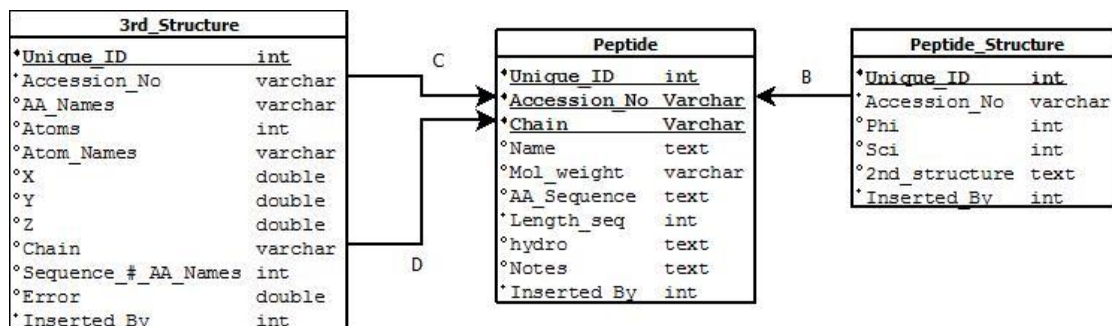 3rd_Structure
*Unique_ID int
*Accession_No varchar
°AA_Names varchar
°Atoms int
°Atom_Names varchar
°X double
°Y double
°Z double
°Chain varchar
°Sequence_#_AA_Names int
°Error double
*Inserted_By int
C
D
Peptide
*Unique_ID int
*Accession_No Varchar
*Chain Varchar
°Name text
°Mol_weight varchar
°AA_Sequence text
*Length_seq int
°hydro text
°Notes text
*Inserted_By int
B
Peptide_Structure
*Unique_ID int
*Accession_No varchar
°Phi int
°Sci int
°2nd_structure text
*Inserted_By int